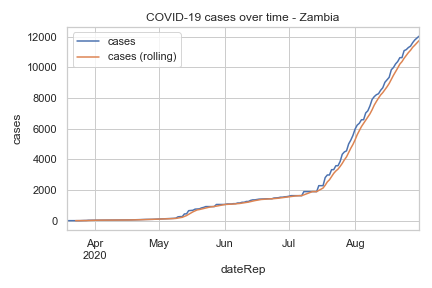 COVID-19 cases over time - Zambia
cases
cases (rolling)
12000
10000
8000
6000
4000
2000
0
cases
Apr May Jun Jul Aug
2020
dateRep